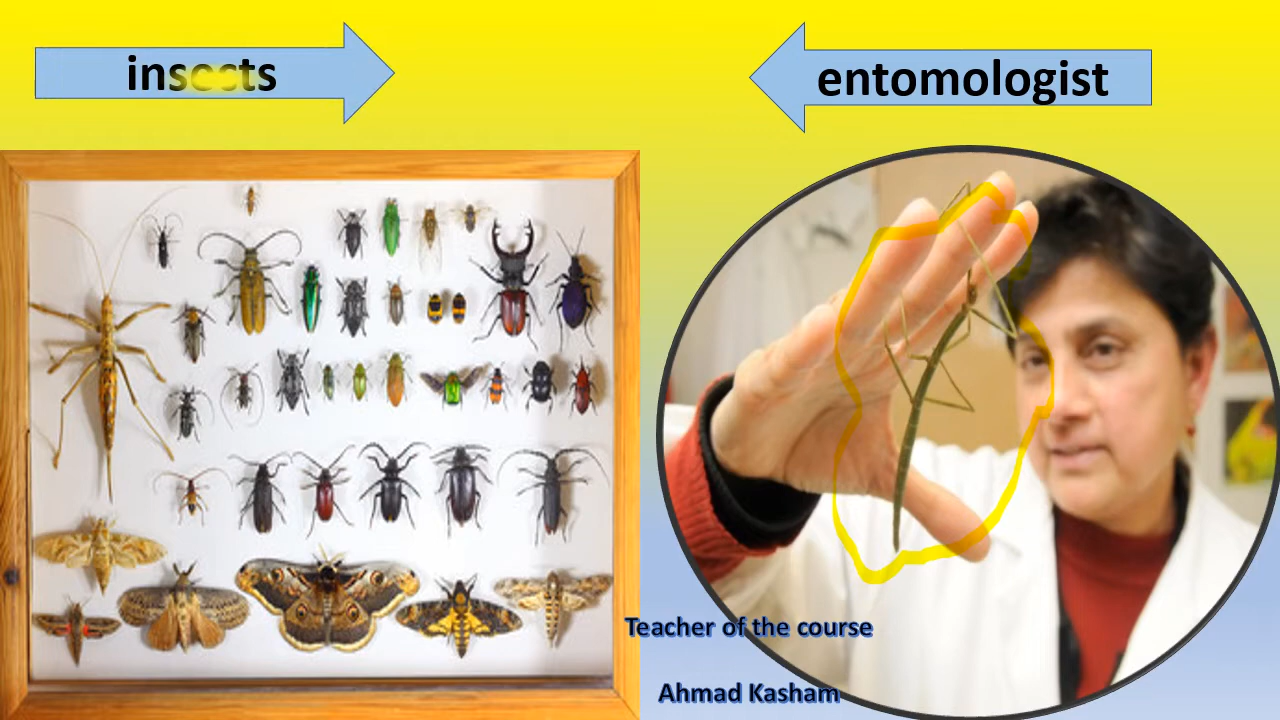 insects
entomologist
Teacher of the course
Ahmad Kasham